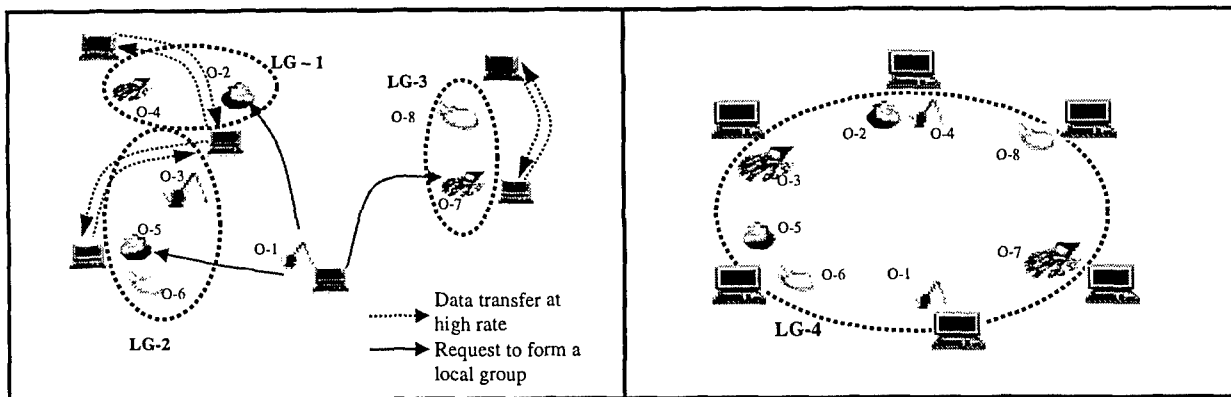 LG – 1
O-2
O-4
LG-3
O-8
O-7
O-3
O-5
O-6
O-1
LG-2
Data transfer at
high rate
Request to form a
local group
O-2
O-4
O-8
O-3
O-5
O-7
O-6
O-1
LG-4